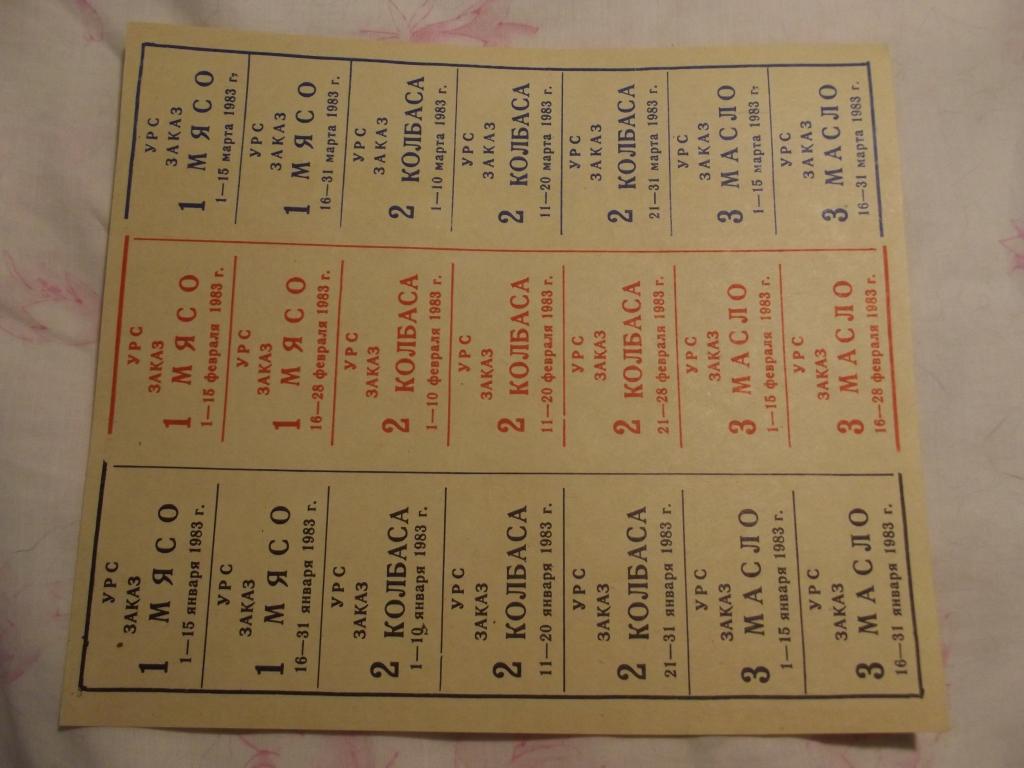 УРС
ЗАКАЗ
1 МЯСО
1—15 января 1983 г.
УРС
ЗАКАЗ
1 МЯСО
16—31 января 1983 г.
УРС
ЗАКАЗ
2 КОЛБАСА
1—10 января 1983 г.
УРС
ЗАКАЗ
2 КОЛБАСА
11—20 января 1983 г.
УРС
ЗАКАЗ
2 КОЛБАСА
21—31 января 1983 г.
УРС
ЗАКАЗ
3 МАСЛО
1—15 января 1983 г.
УРС
ЗАКАЗ
3 МАСЛО
16—31 января 1983 г.
УРС
ЗАКАЗ
1 МЯСО
1—15 февраля 1983 г.
УРС
ЗАКАЗ
1 МЯСО
16—28 февраля 1983 г.
УРС
ЗАКАЗ
2 КОЛБАСА
1—10 февраля 1983 г.
УРС
ЗАКАЗ
2 КОЛБАСА
11—20 февраля 1983 г.
УРС
ЗАКАЗ
2 КОЛБАСА
21—28 февраля 1983 г.
УРС
ЗАКАЗ
3 МАСЛО
1—15 февраля 1983 г.
УРС
ЗАКАЗ
3 МАСЛО
16—28 февраля 1983 г.
УРС
ЗАКАЗ
1 МЯСО
1—15 марта 1983 г.
УРС
ЗАКАЗ
1 МЯСО
16—31 марта 1983 г.
УРС
ЗАКАЗ
2 КОЛБАСА
1—10 марта 1983 г.
УРС
ЗАКАЗ
2 КОЛБАСА
11—20 марта 1983 г.
УРС
ЗАКАЗ
2 КОЛБАСА
21—31 марта 1983 г.
УРС
ЗАКАЗ
3 МАСЛО
1—15 марта 1983 г.
УРС
ЗАКАЗ
3 МАСЛО
16—31 марта 1983 г.